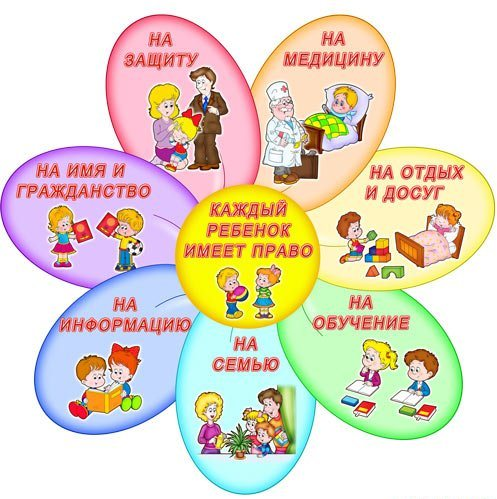 КАЖДЫЙ
РЕБЕНОК
ИМЕЕТ ПРАВО
НА
ЗАЩИТУ
НА
МЕДИЦИНУ
НА ОТДЫХ
И ДОСУГ
НА
ОБУЧЕНИЕ
НА
СЕМЬЮ
НА
ИНФОРМАЦИЮ
НА ИМЯ И
ГРАЖДАНСТВО